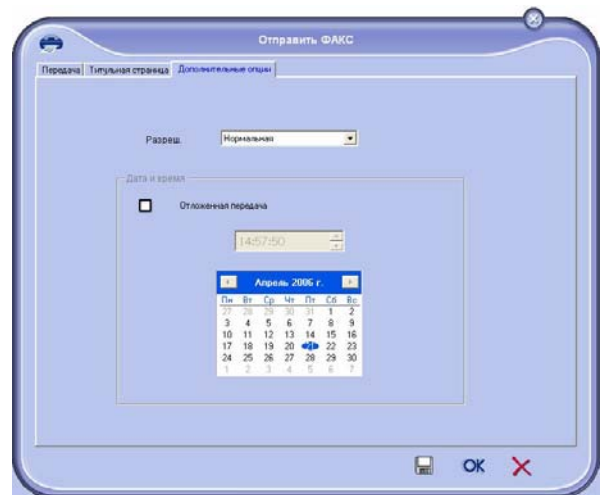 Отправить ФАКС
Передача Титульная страница Дополнительные опции
Разреш. Нормальная
Дата и время
Отложенная передача
14:57:50
Апрель 2006 г.
Пн Вт Ср Чт Пт Сб Вс
27 28 29 30 31 1 2
3 4 5 6 7 8 9
10 11 12 13 14 15 16
17 18 19 20 21 22 23
24 25 26 27 28 29 30
1 2 3 4 5 6 7
OK